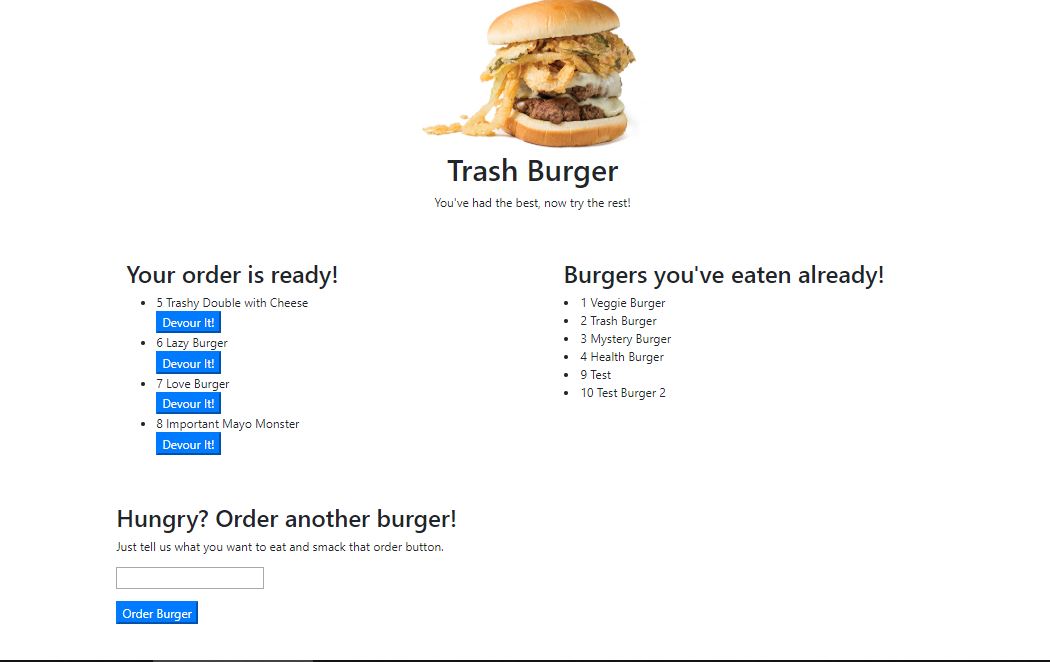 Trash Burger
You've had the best, now try the rest!
Your order is ready!
5 Trashy Double with Cheese
Devour It!
6 Lazy Burger
Devour It!
7 Love Burger
Devour It!
8 Important Mayo Monster
Devour It!
Burgers you've eaten already!
1 Veggie Burger
2 Trash Burger
3 Mystery Burger
4 Health Burger
9 Test
10 Test Burger 2
Hungry? Order another burger!
Just tell us what you want to eat and smack that order button.
Order Burger